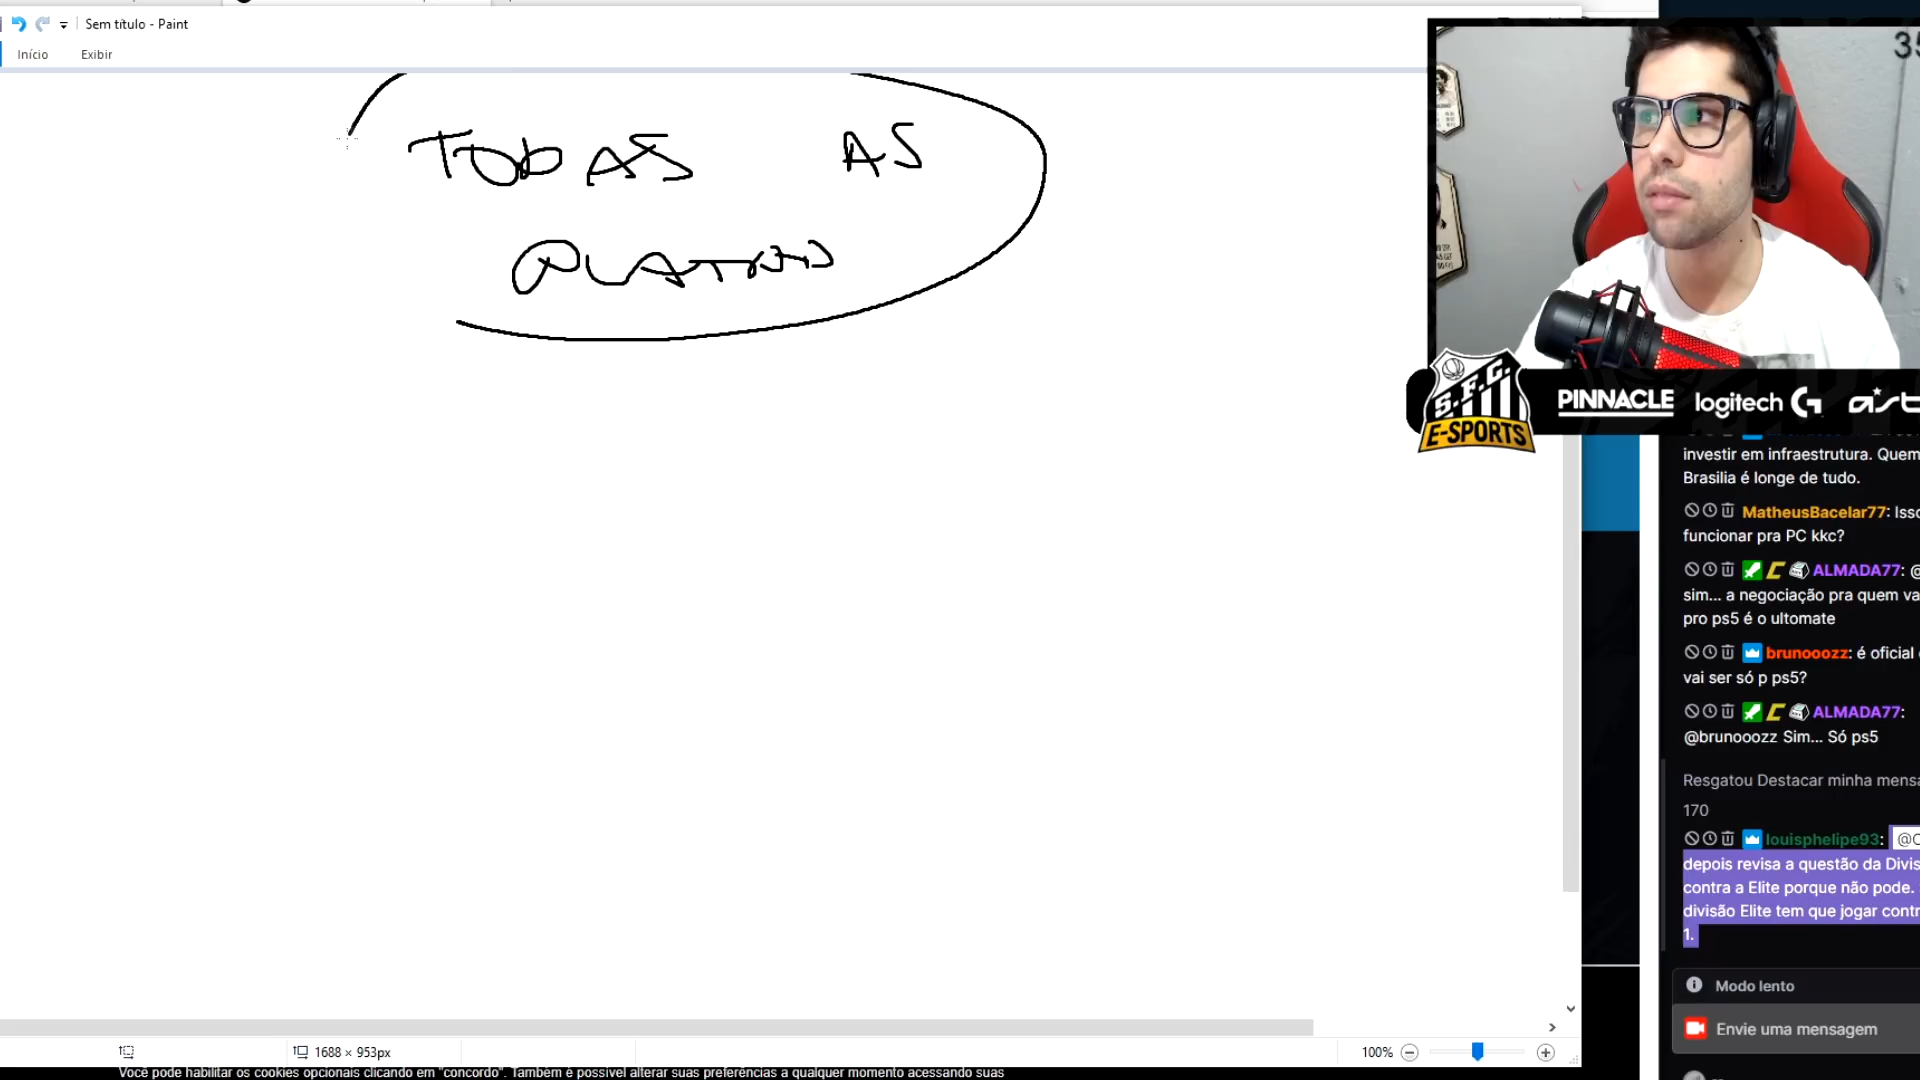 Sem título - Paint
Início
Exibir
TODAS AS
QUATRO
35
S.F.C.
E-SPORTS
PINNACLE
logitech G
investir em infraestrutura. Quem
Brasilia é longe de tudo.
MatheusBacelar77: Isso
funcionar pra PC kkc?
ALMADA77: @
sim... a negociação pra quem va
pro ps5 é o ultomate
brunooozz: é oficial
vai ser só p ps5?
ALMADA77:
@brunooozz Sim... Só ps5
Resgatou Destacar minha mensa
170
louisphelipe93: @C
depois revisa a questão da Divis
contra a Elite porque não pode.
divisão Elite tem que jogar contr
1.
Modo lento
Envie uma mensagem
1688 × 953px
100%
Você pode habilitar os cookies opcionais clicando em "concordo". Também é possível alterar suas preferências a qualquer momento acessando suas